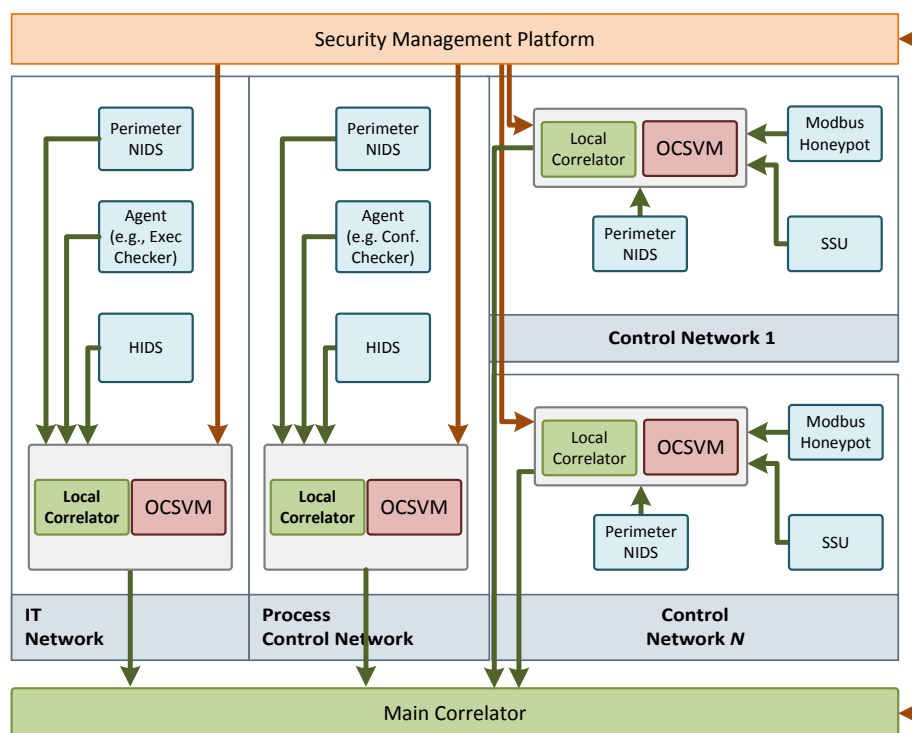 Security Management Platform
Perimeter
NIDS
Agent
(e.g., Exec
Checker)
HIDS
Local
Correlator
OCSVM
IT
Network
Perimeter
NIDS
Agent
(e.g. Conf.
Checker)
HIDS
Local
Correlator
OCSVM
Process
Control Network
Local
Correlator
OCSVM
Modbus
Honeypot
Perimeter
NIDS
SSU
Control Network 1
Local
Correlator
OCSVM
Modbus
Honeypot
Perimeter
NIDS
SSU
Control
Network N
Main Correlator